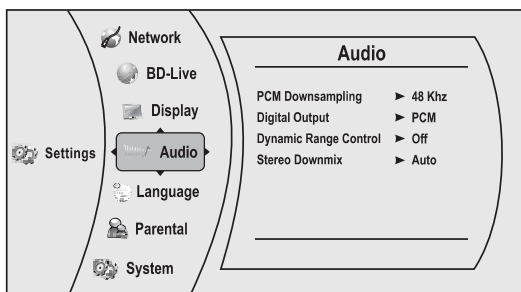 Settings
Network
BD-Live
Display
Audio
Language
Parental
System
Audio
PCM Downsampling ► 48 Khz
Digital Output ► PCM
Dynamic Range Control ► Off
Stereo Downmix ► Auto